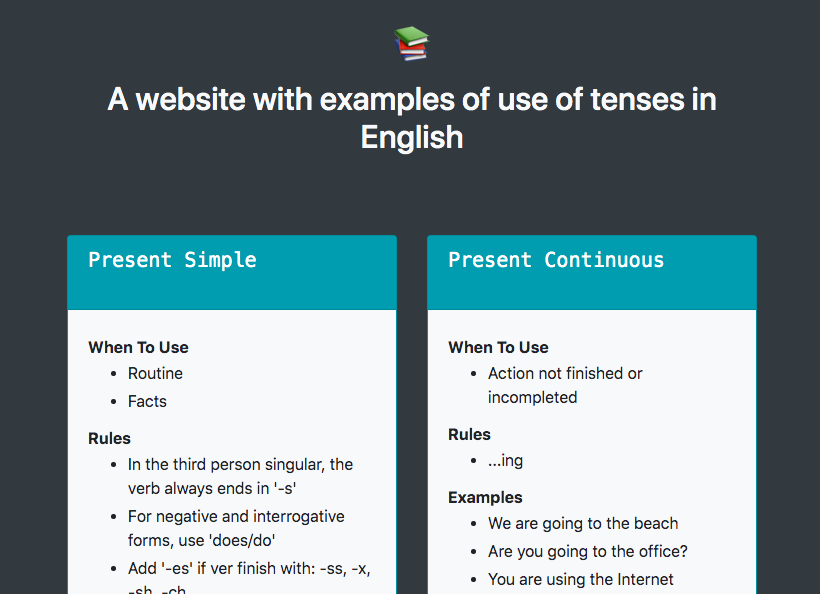 A website with examples of use of tenses in
English
Present Simple
When To Use
Routine
Facts
Rules
In the third person singular, the
verb always ends in '-s'
For negative and interrogative
forms, use 'does/do'
Add '-es' if ver finish with: -ss, -x,
-sh, -ch
Present Continuous
When To Use
Action not finished or
incompleted
Rules
...ing
Examples
We are going to the beach
Are you going to the office?
You are using the Internet